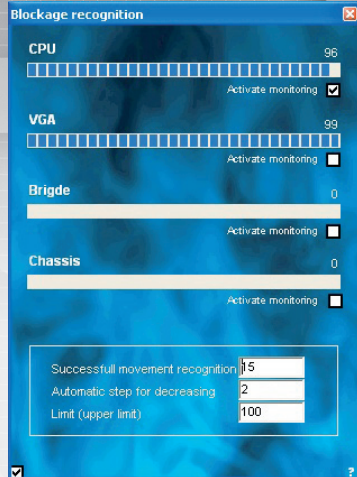 Blockage recognition
CPU
96
Activate monitoring
VGA
99
Activate monitoring
Brigde
0
Activate monitoring
Chassis
0
Activate monitoring
Successfull movement recognition 15
Automatic step for decreasing 2
Limit (upper limit) 100
?